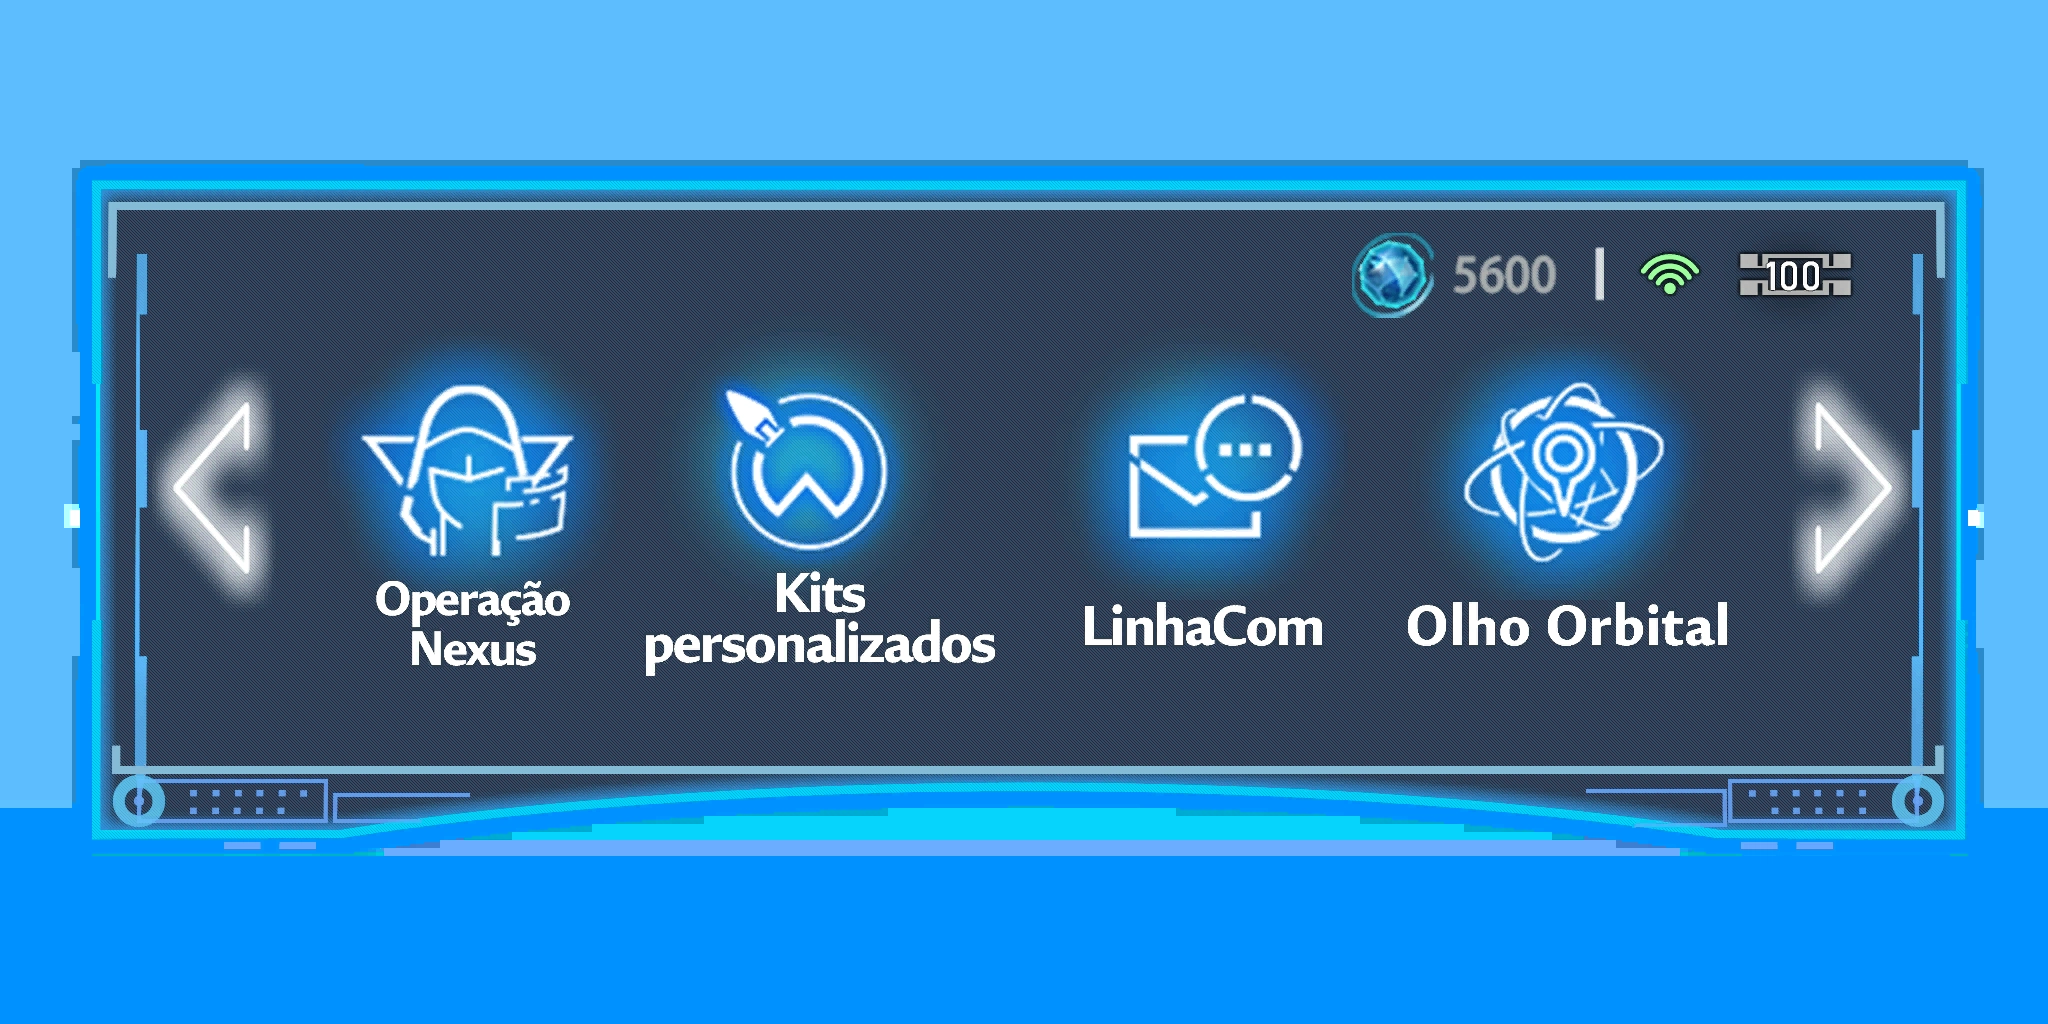 5600
100
Operação
Nexus
Kits
personalizados
LinhaCom
Olho Orbital